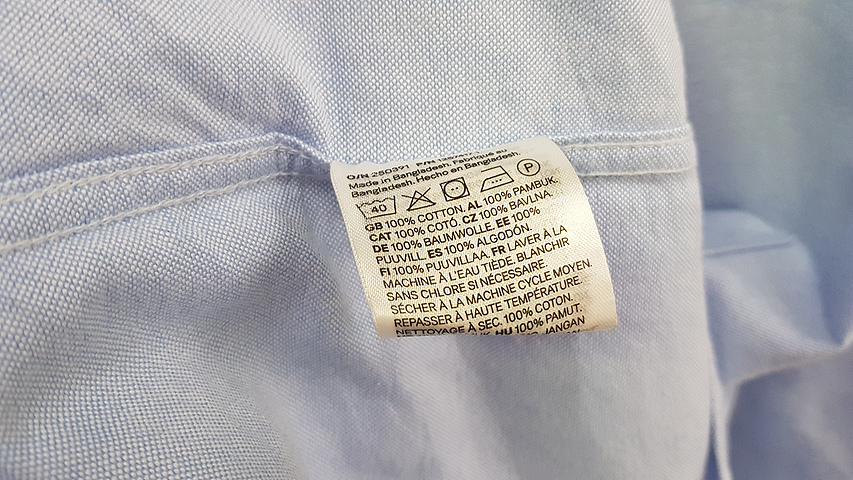 O/N 250391 P/N
Made in Bangladesh. Fabriqué au
Bangladesh. Hecho en Bangladesh.
40 P
GB 100% COTTON. AL 100% PAMBUK.
CAT 100% COTÓ. CZ 100% BAVLNA.
DE 100% BAUMWOLLE. EE 100%
PUUVILL. ES 100% ALGODÓN.
FI 100% PUUVILLAA. FR LAVER À LA
MACHINE À L'EAU TIÈDE. BLANCHIR
SANS CHLORE SI NÉCESSAIRE.
SÉCHER À LA MACHINE CYCLE MOYEN.
REPASSER À HAUTE TEMPÉRATURE.
NETTOYAGE À SEC. 100% COTON.
HU 100% PAMUT.
JANGAN